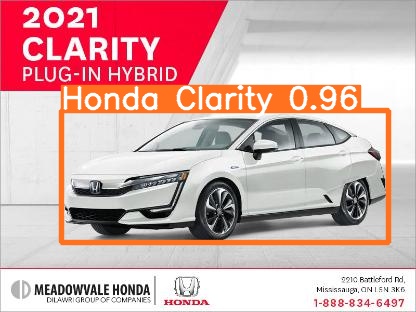 2021
CLARITY
PLUG-IN HYBRID
Honda Clarity 0.96
MEADOWVALE HONDA
DILAWRI GROUP OF COMPANIES
HONDA
2210 Battleford Rd,
Mississauga, ON L5N 3K6
1-888-834-6497